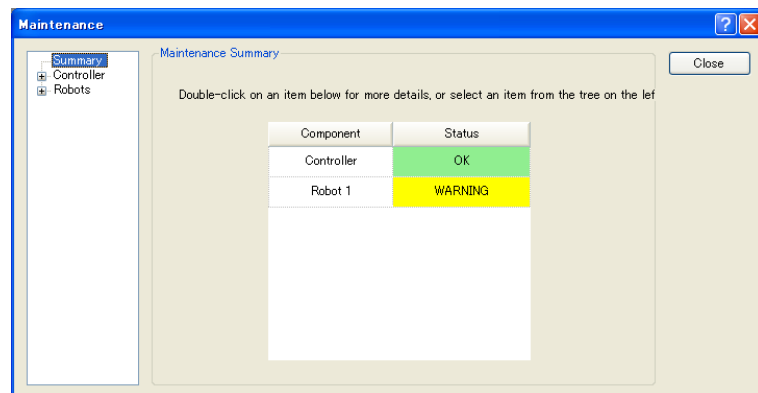 Maintenance
Summary
Controller
Robots
Maintenance Summary
Close
Double-click on an item below for more details, or select an item from the tree on the lef
Component Status
Controller OK
Robot 1 WARNING